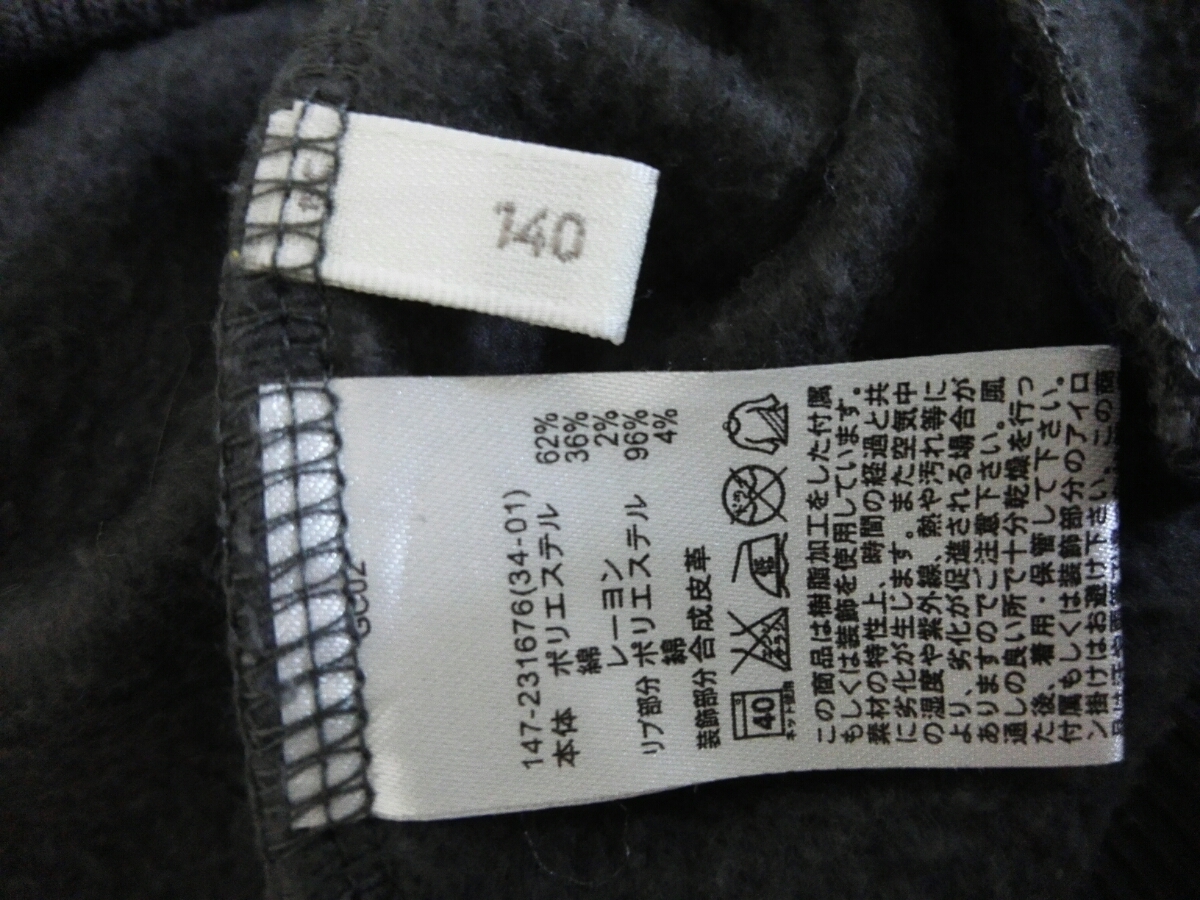 140
GC02
147-231676(34-01)
本体 ポリエステル 62%
綿 36%
レーヨン 2%
リブ部分 ポリエステル 96%
綿 4%
装飾部分 合成皮革
40
ネット使用
ドライ
この商品は樹脂加工をした付属
もしくは装飾を使用しています。
素材の特性上、時間の経過と共
に劣化が生じます。また空気中
の湿度や紫外線、熱や汚れ等に
より、劣化が促進される場合が
ありますのでご注意下さい。風
通しの良い所で十分乾燥を行っ
た後、着用・保管して下さい。
付属もしくは装飾部分のアイロ
ン掛けはお避け下さい。この商